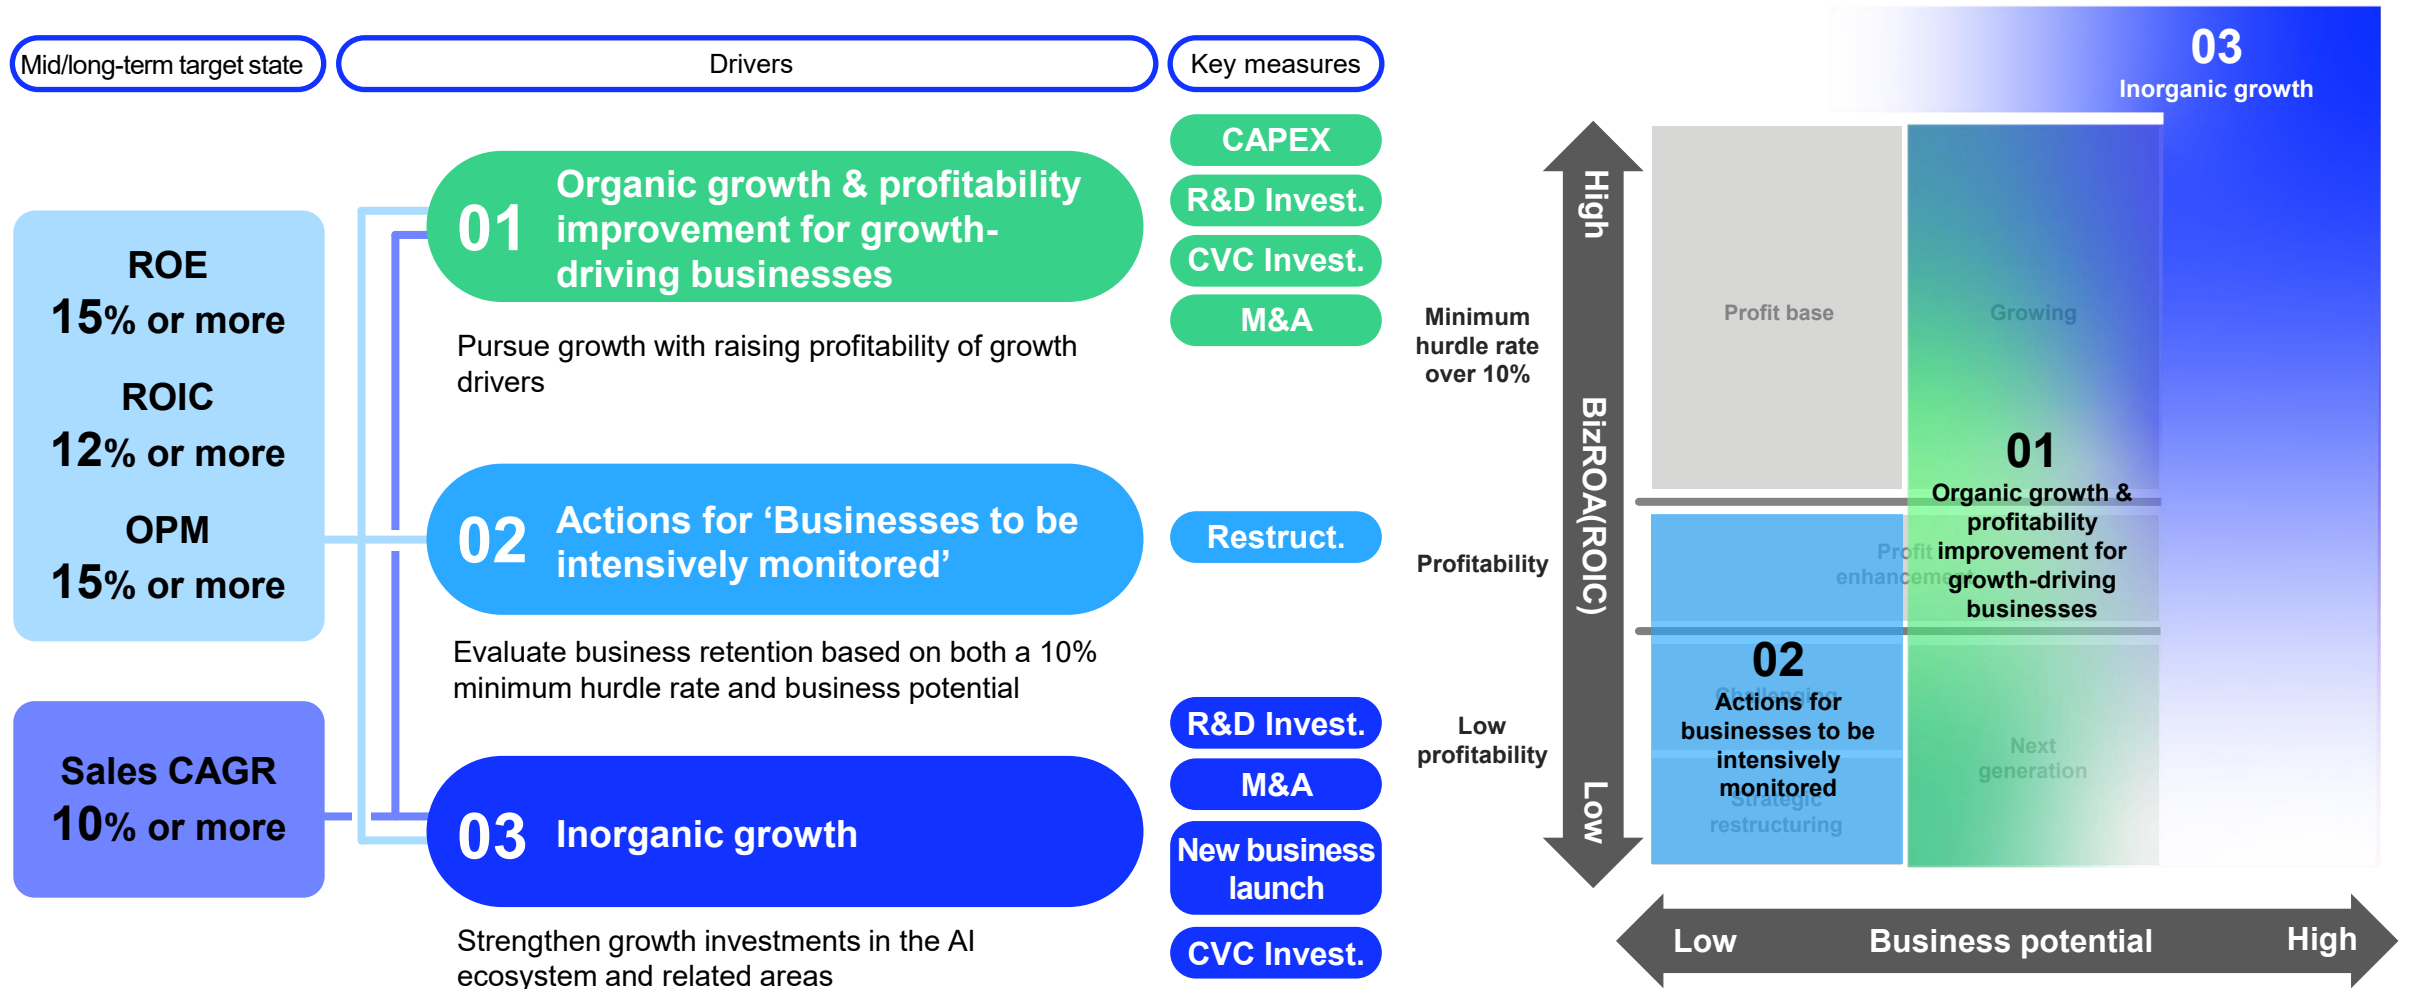 Mid/long-term target state
Drivers
Key measures
ROE
15% or more
ROIC
12% or more
OPM
15% or more
Sales CAGR
10% or more
01
Organic growth & profitability
improvement for growth-
driving businesses
Pursue growth with raising profitability of growth
drivers
CAPEX
R&D Invest.
CVC Invest.
M&A
02
Actions for ‘Businesses to be
intensively monitored’
Evaluate business retention based on both a 10%
minimum hurdle rate and business potential
Restruct.
03
Inorganic growth
Strengthen growth investments in the AI
ecosystem and related areas
R&D Invest.
M&A
New business
launch
CVC Invest.
Minimum
hurdle rate
over 10%
Profitability
Low
profitability
High
BizROA(ROIC)
Low
03
Inorganic growth
Profit base
Growing
01
Organic growth &
profitability
improvement for
growth-driving
businesses
Profit
enhancement
02
Actions for
businesses to be
intensively
monitored
Challenging
Strategic
restructuring
Next
generation
Low
Business potential
High